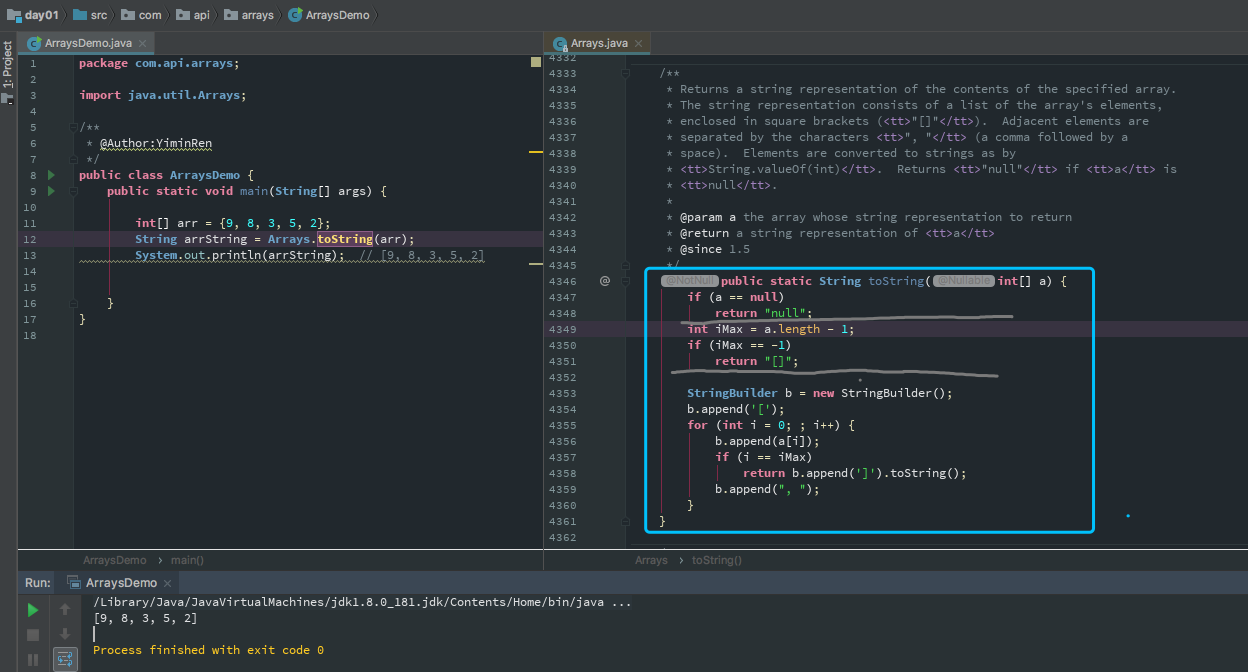 day01 src com api arrays ArraysDemo
1: Project
ArraysDemo.java
1 package com.api.arrays;
2
3 import java.util.Arrays;
4
5 /**
6 * @Author:YiminRen
7 */
8 public class ArraysDemo {
9 public static void main(String[] args) {
10
11 int[] arr = {9, 8, 3, 5, 2};
12 String arrString = Arrays.toString(arr);
13 System.out.println(arrString); // [9, 8, 3, 5, 2]
14
15
16 }
17 }
18
ArraysDemo › main()
Arrays.java
4332
4333 /**
4334 * Returns a string representation of the contents of the specified array.
4335 * The string representation consists of a list of the array's elements,
4336 * enclosed in square brackets (<tt>"[]"</tt>). Adjacent elements are
4337 * separated by the characters <tt>", "</tt> (a comma followed by a
4338 * space). Elements are converted to strings as by
4339 * <tt>String.valueOf(int)</tt>. Returns <tt>"null"</tt> if <tt>a</tt> is
4340 * <tt>null</tt>.
4341 *
4342 * @param a the array whose string representation to return
4343 * @return a string representation of <tt>a</tt>
4344 * @since 1.5
4345 */
4346 @ @NotNull public static String toString( @Nullable int[] a) {
4347 if (a == null)
4348 return "null";
4349 int iMax = a.length - 1;
4350 if (iMax == -1)
4351 return "[]";
4352
4353 StringBuilder b = new StringBuilder();
4354 b.append('[');
4355 for (int i = 0; ; i++) {
4356 b.append(a[i]);
4357 if (i == iMax)
4358 return b.append(']').toString();
4359 b.append(", ");
4360 }
4361 }
4362
Arrays › toString()
Run: ArraysDemo
/Library/Java/JavaVirtualMachines/jdk1.8.0_181.jdk/Contents/Home/bin/java ...
[9, 8, 3, 5, 2]
Process finished with exit code 0